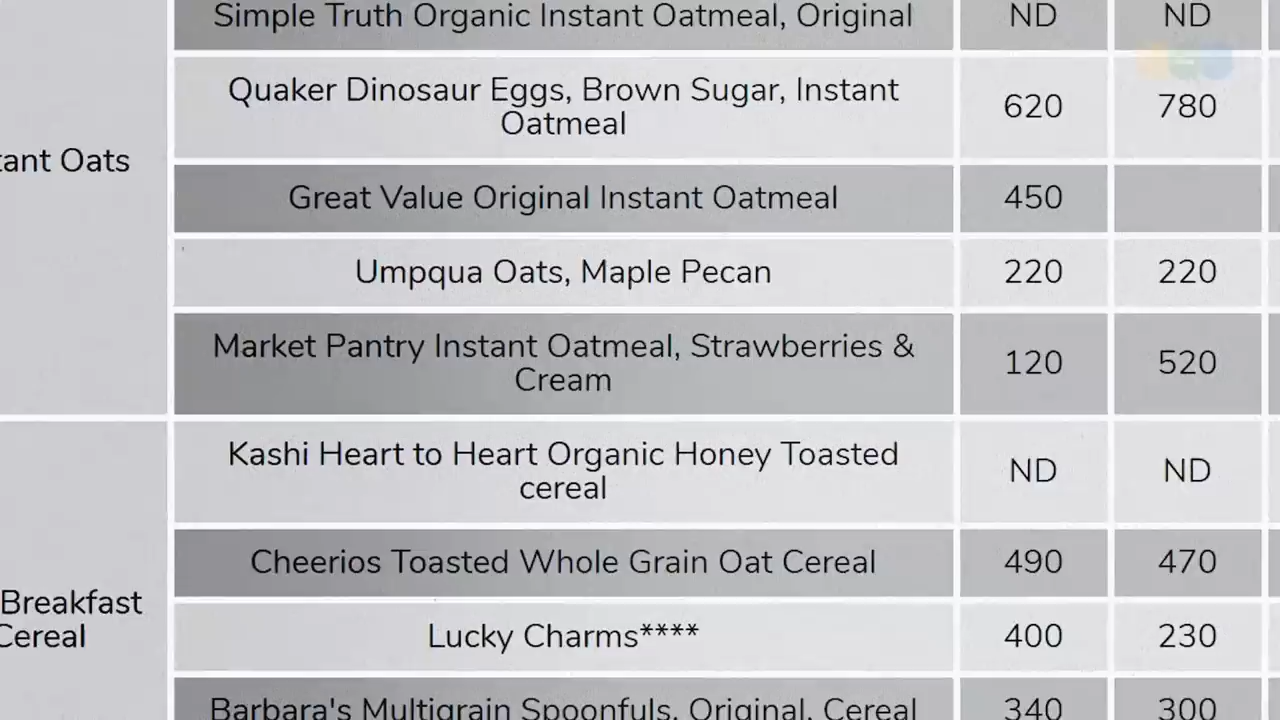 Simple Truth Organic Instant Oatmeal, Original ND ND
Quaker Dinosaur Eggs, Brown Sugar, Instant
Oatmeal
620 780
tant Oats
Great Value Original Instant Oatmeal 450
Umpqua Oats, Maple Pecan 220 220
Market Pantry Instant Oatmeal, Strawberries &
Cream
120 520
Kashi Heart to Heart Organic Honey Toasted
cereal
ND ND
Cheerios Toasted Whole Grain Oat Cereal 490 470
Breakfast
Cereal
Lucky Charms**** 400 230
Barbara's Multigrain Spoonfuls, Original, Cereal 340 300